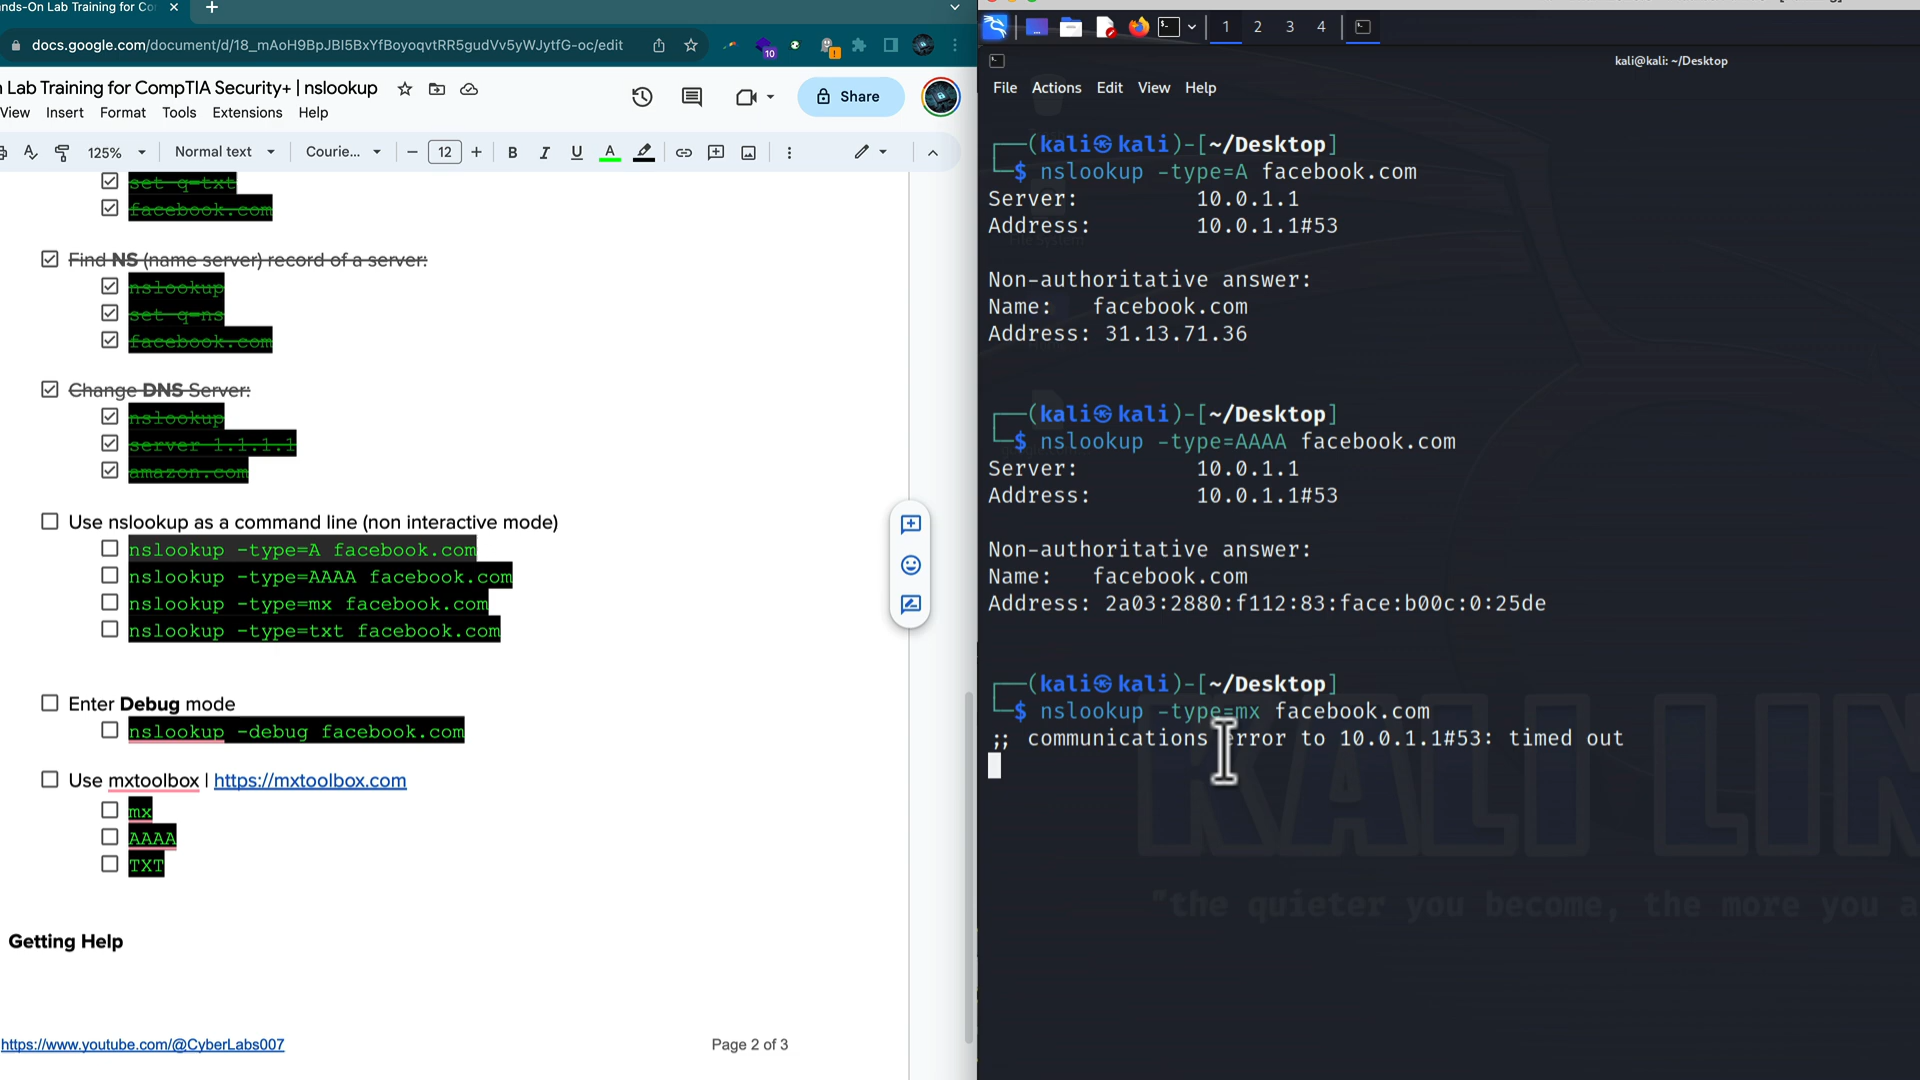 ands-On Lab Training for Co
docs.google.com/document/d/18_mAoH9BpJBI5BxYfBoyoqvtRR5gudVv5yWJytfG-oc/edit
10
Lab Training for CompTIA Security+ | nslookup
Share
View Insert Format Tools Extensions Help
125% Normal text Courie... 12 B I U A
set q=txt
facebook.com
Find NS (name server) record of a server:
nslookup
set q=ns
facebook.com
Change DNS Server:
nslookup
server 1.1.1.1
amazon.com
Use nslookup as a command line (non interactive mode)
nslookup -type=A facebook.com
nslookup -type=AAAA facebook.com
nslookup -type=mx facebook.com
nslookup -type=txt facebook.com
Enter Debug mode
nslookup -debug facebook.com
Use mxtoolbox | https://mxtoolbox.com
mx
AAAA
TXT
Getting Help
https://www.youtube.com/@CyberLabs007
Page 2 of 3
1 2 3 4
kali@kali: ~/Desktop
File Actions Edit View Help
(kali㉿kali)-[~/Desktop]
$ nslookup -type=A facebook.com
Server: 10.0.1.1
Address: 10.0.1.1#53
Non-authoritative answer:
Name: facebook.com
Address: 31.13.71.36
(kali㉿kali)-[~/Desktop]
$ nslookup -type=AAAA facebook.com
Server: 10.0.1.1
Address: 10.0.1.1#53
Non-authoritative answer:
Name: facebook.com
Address: 2a03:2880:f112:83:face:b00c:0:25de
(kali㉿kali)-[~/Desktop]
$ nslookup -type=mx facebook.com
;; communications error to 10.0.1.1#53: timed out
KALI LIN
"the quieter you become, the more you a